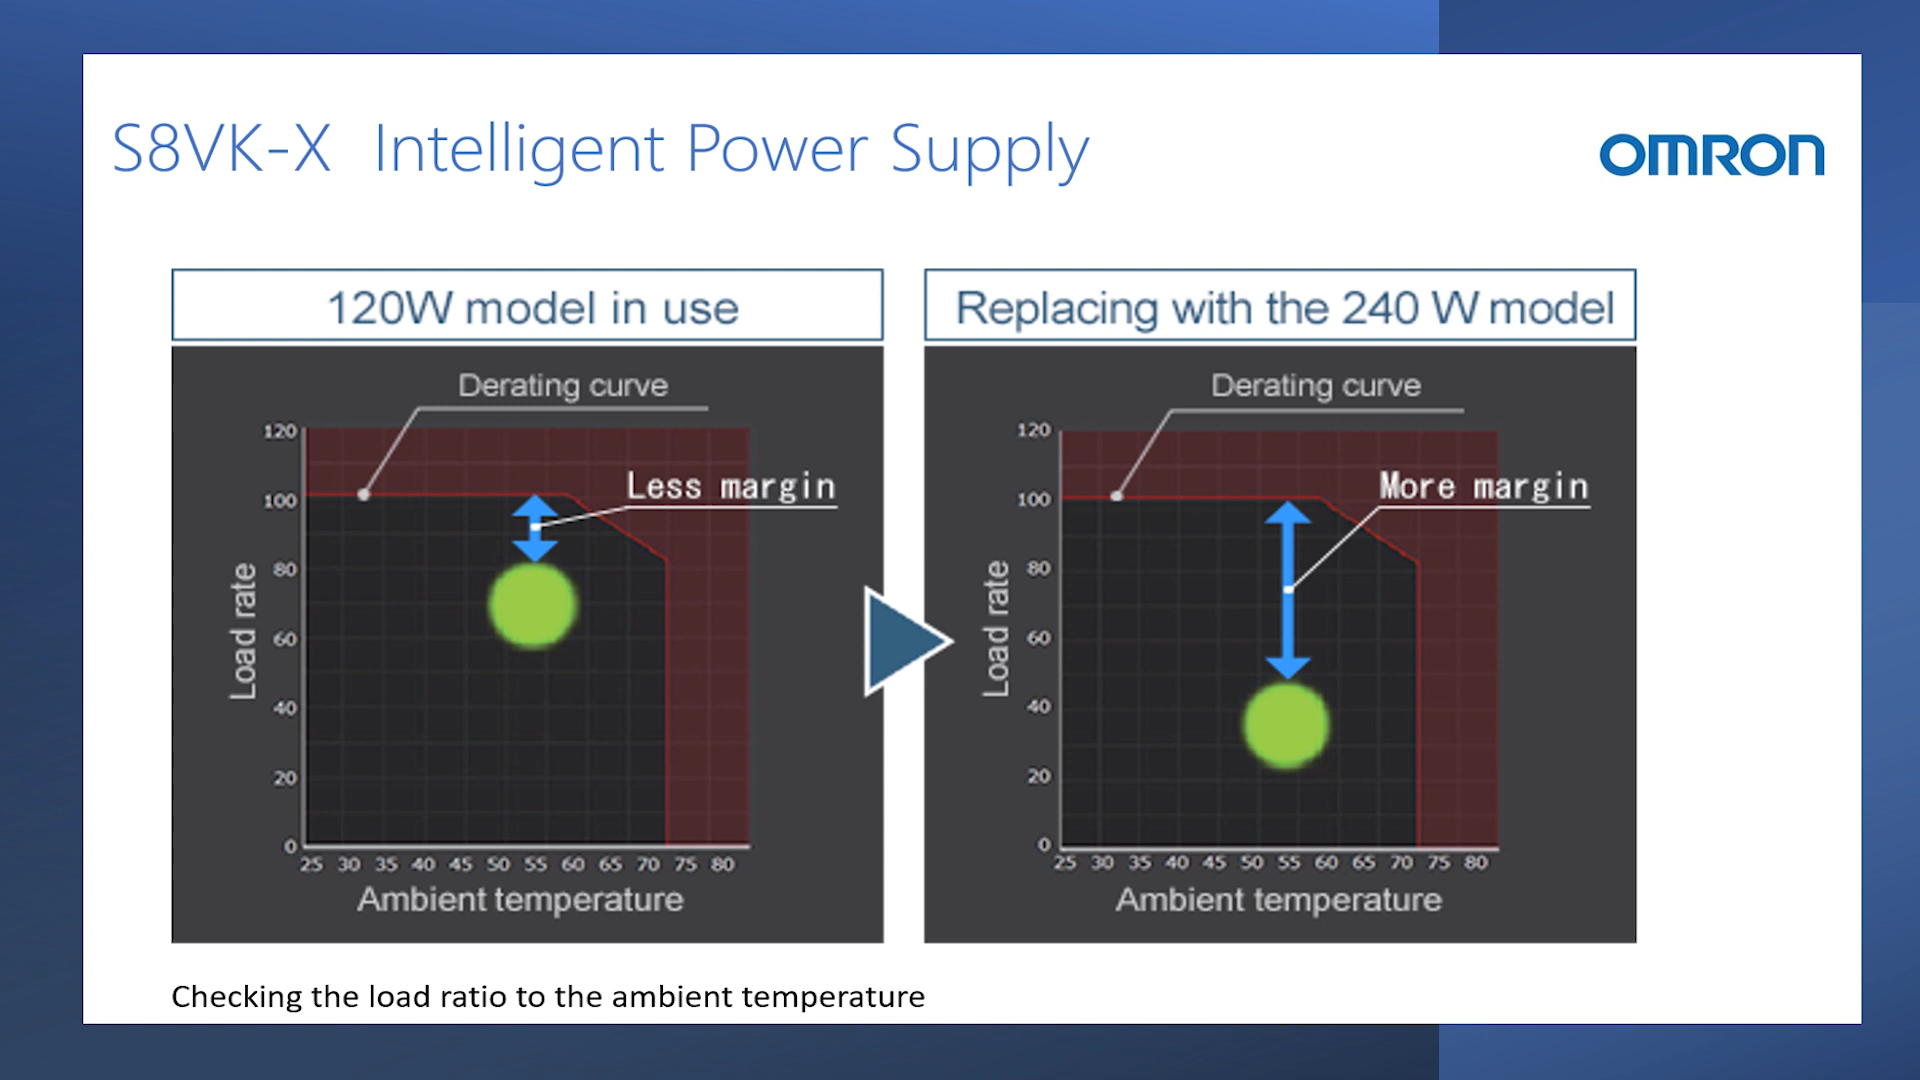 S8VK-X Intelligent Power Supply
OMRON
120W model in use
Derating curve
120
Less margin
100
80
Load rate
60
40
20
0
25 30 35 40 45 50 55 60 65 70 75 80
Ambient temperature
Replacing with the 240 W model
Derating curve
120
More margin
100
80
Load rate
60
40
20
0
25 30 35 40 45 50 55 60 65 70 75 80
Ambient temperature
Checking the load ratio to the ambient temperature